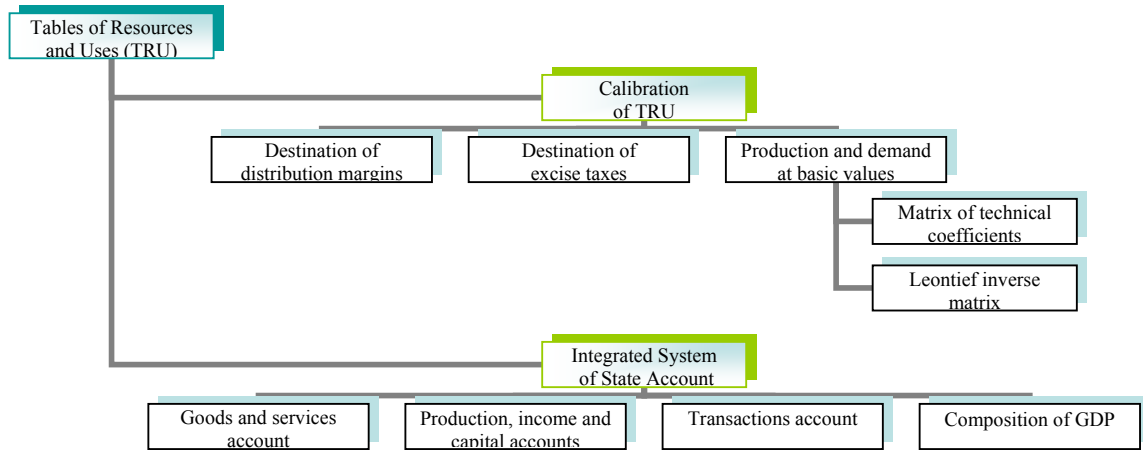 Tables of Resources
and Uses (TRU)
Calibration
of TRU
Destination of
distribution margins
Destination of
excise taxes
Production and demand
at basic values
Matrix of technical
coefficients
Leontief inverse
matrix
Integrated System
of State Account
Goods and services
account
Production, income and
capital accounts
Transactions account
Composition of GDP